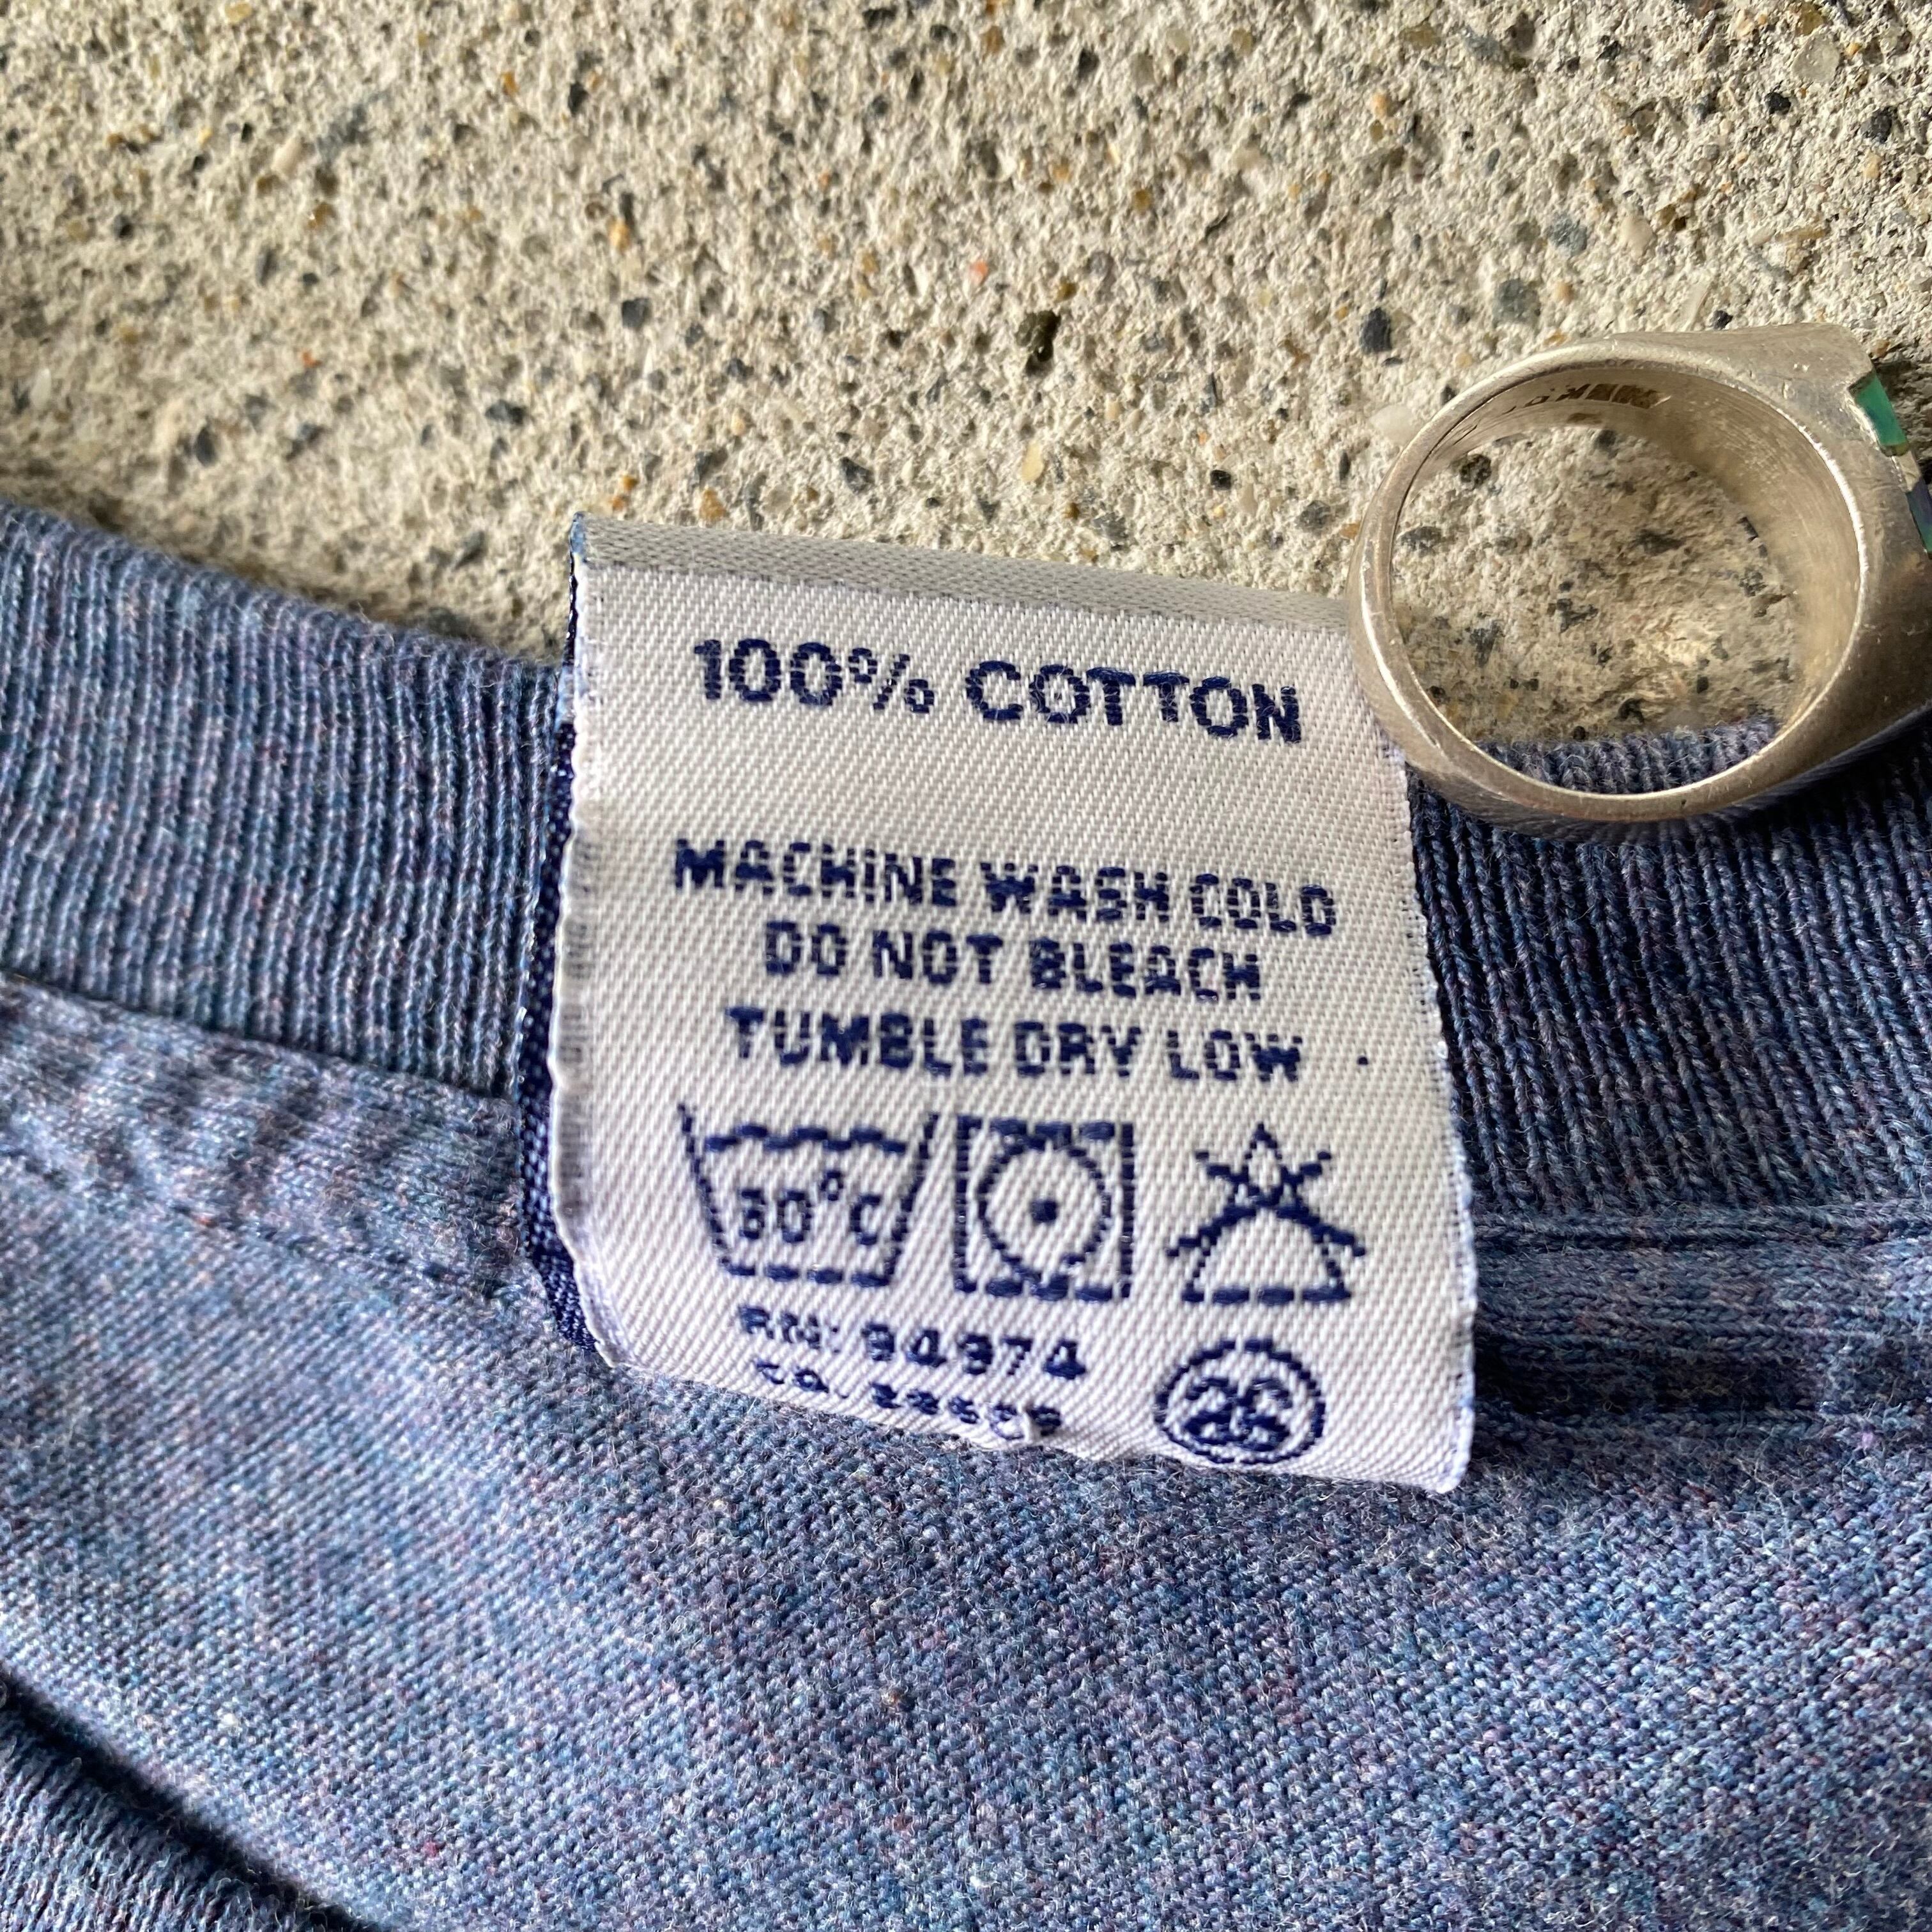 100% COTTON
MACHINE WASH COLD
DO NOT BLEACH
TUMBLE DRY LOW
30°C
RN: 94974